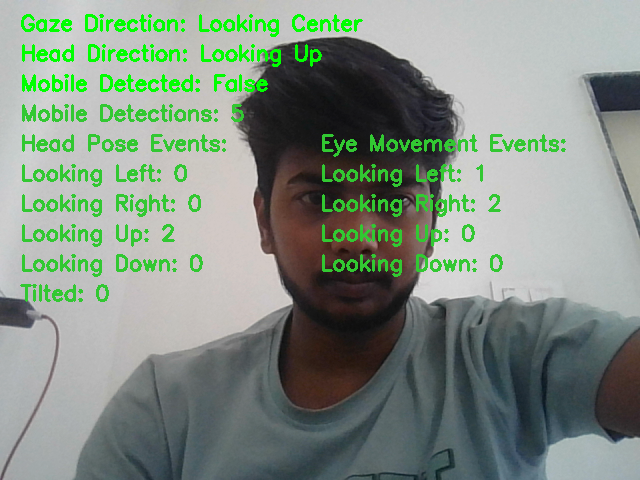 Gaze Direction: Looking Center
Head Direction: Looking Up
Mobile Detected: False
Mobile Detections: 5
Head Pose Events:
Looking Left: 0
Looking Right: 0
Looking Up: 2
Looking Down: 0
Tilted: 0
Eye Movement Events:
Looking Left: 1
Looking Right: 2
Looking Up: 0
Looking Down: 0